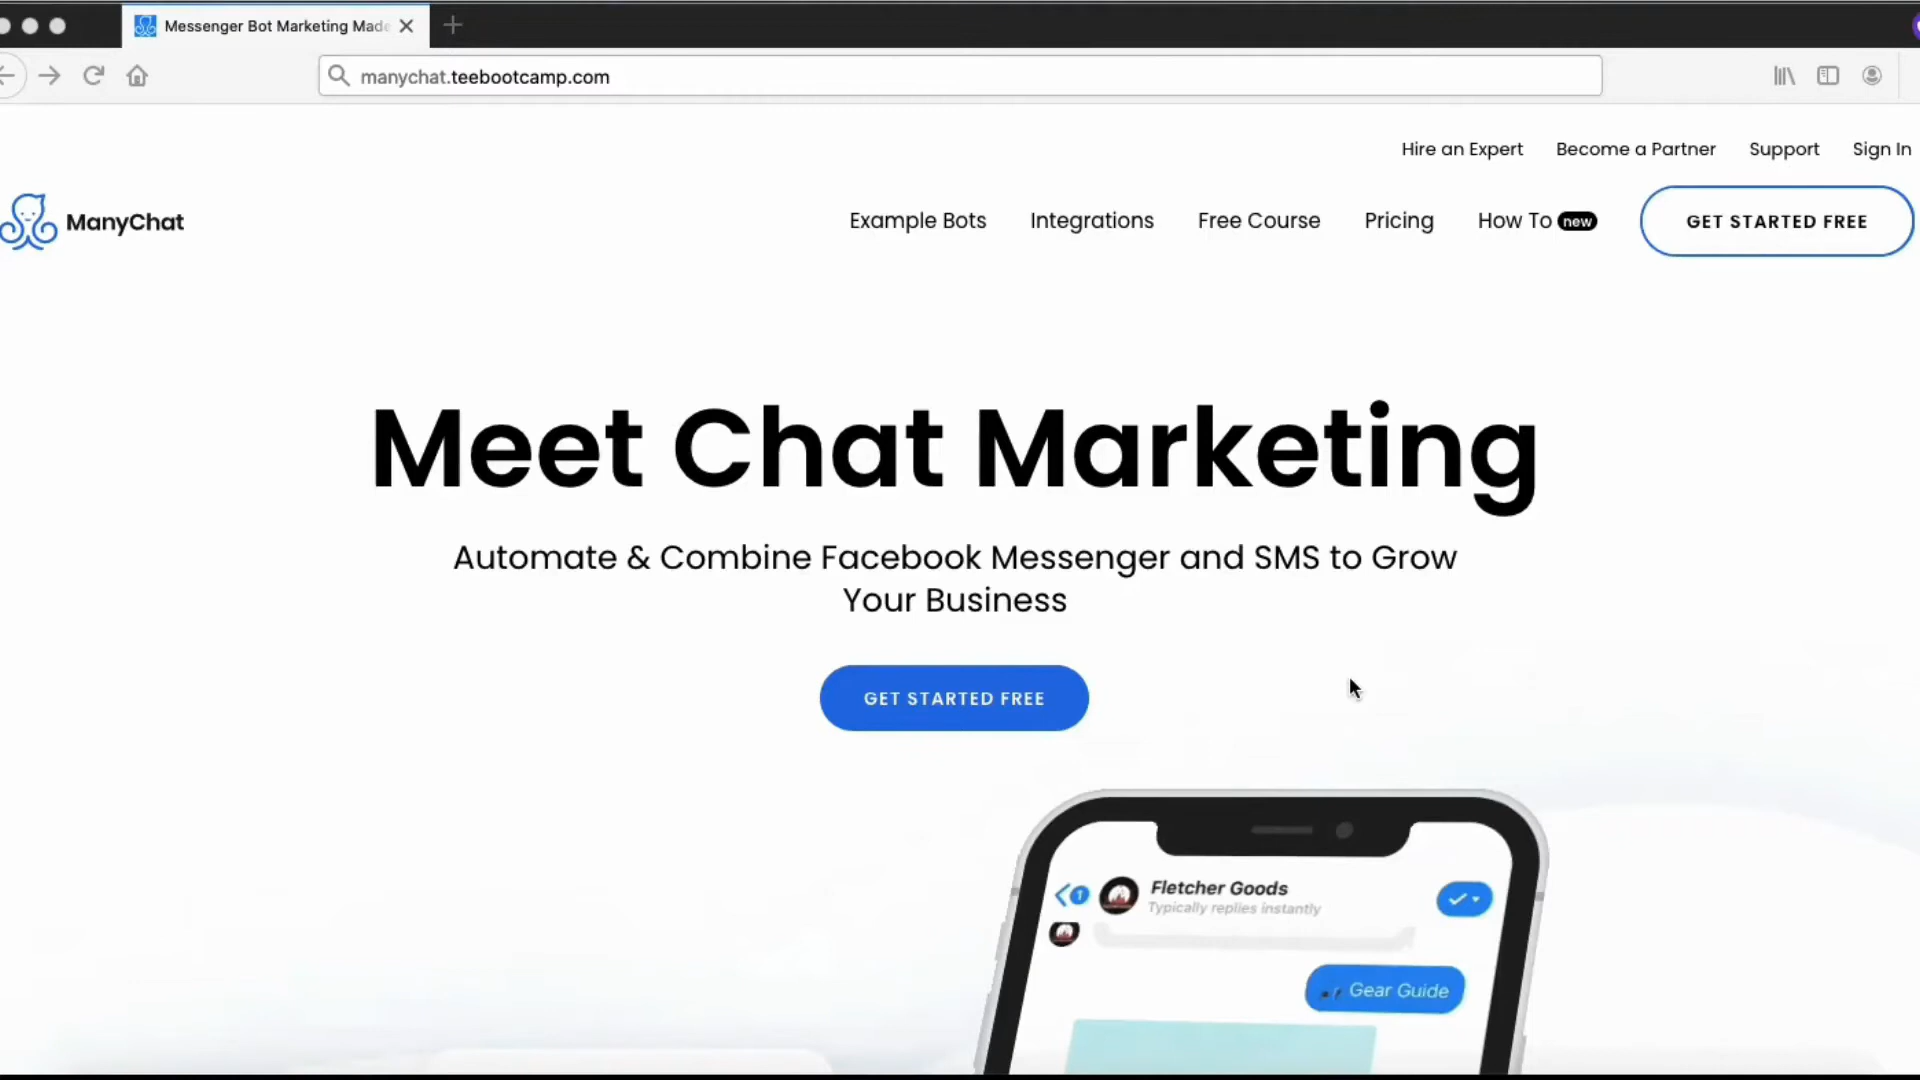 Messenger Bot Marketing Made
manychat.teebootcamp.com
Hire an Expert Become a Partner Support Sign In
ManyChat
Example Bots Integrations Free Course Pricing How To new
GET STARTED FREE
Meet Chat Marketing
Automate & Combine Facebook Messenger and SMS to Grow
Your Business
GET STARTED FREE
1
Fletcher Goods
Typically replies instantly
Gear Guide